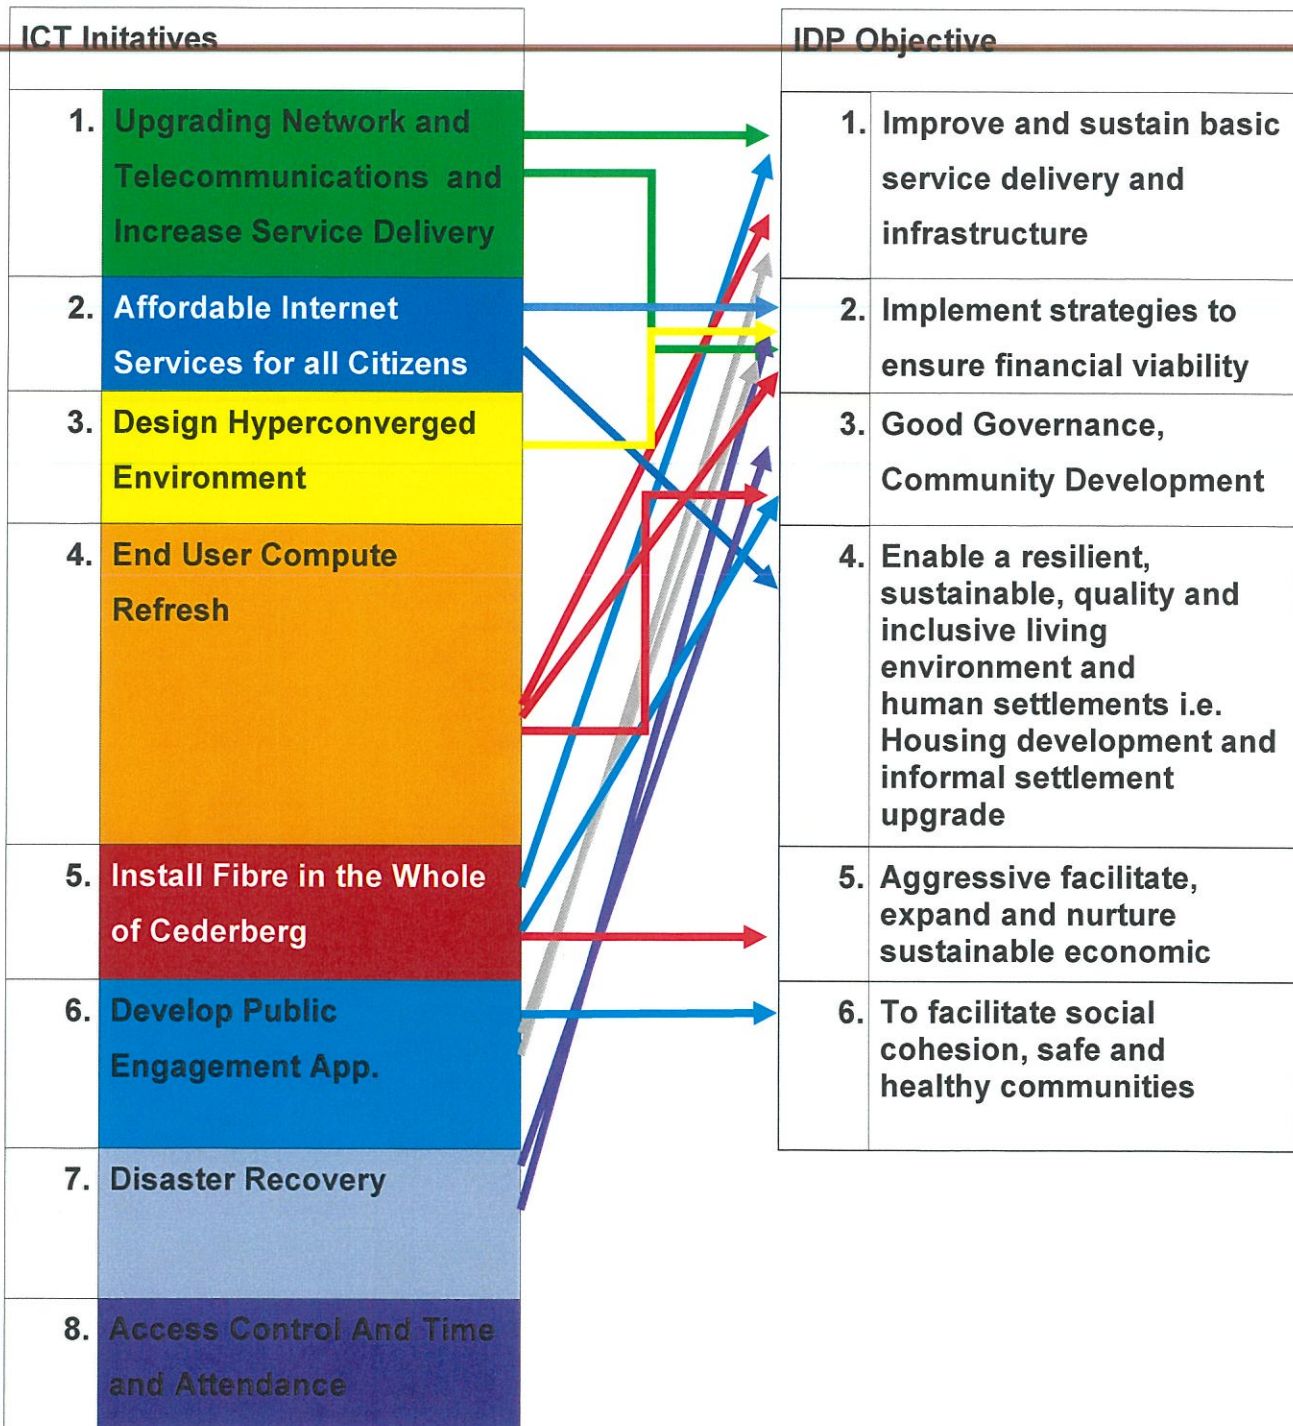 ICT Initatives
1. Upgrading Network and
Telecommunications and
Increase Service Delivery
2. Affordable Internet
Services for all Citizens
3. Design Hyperconverged
Environment
4. End User Compute
Refresh
5. Install Fibre in the Whole
of Cederberg
6. Develop Public
Engagement App.
7. Disaster Recovery
8. Access Control And Time
and Attendance
IDP Objective
1. Improve and sustain basic
service delivery and
infrastructure
2. Implement strategies to
ensure financial viability
3. Good Governance,
Community Development
4. Enable a resilient,
sustainable, quality and
inclusive living
environment and
human settlements i.e.
Housing development and
informal settlement
upgrade
5. Aggressive facilitate,
expand and nurture
sustainable economic
6. To facilitate social
cohesion, safe and
healthy communities